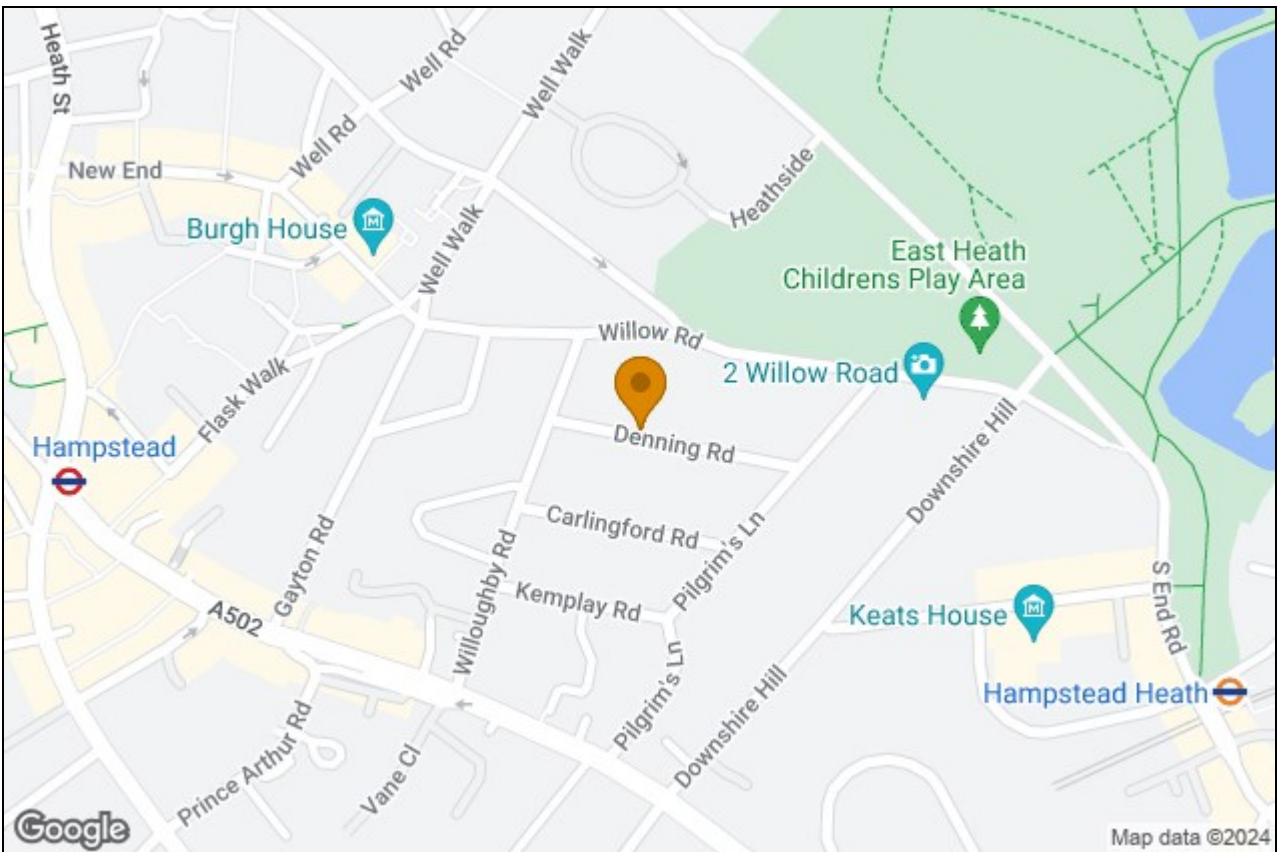 Heath St
Well Rd
Well Walk
Well Rd
New End
Heathside
Burgh House
Well Walk
East Heath
Childrens Play Area
Willow Rd
2 Willow Road
Flask Walk
Hampstead
Denning Rd
Downshire Hill
Carlingford Rd
Pilgrim's Ln
Gayton Rd
Willoughby Rd
Kemplay Rd
S End Rd
A502
Keats House
Pilgrim's Ln
Downshire Hill
Hampstead Heath
Prince Arthur Rd
Vane Cl
Google
Map data ©2024